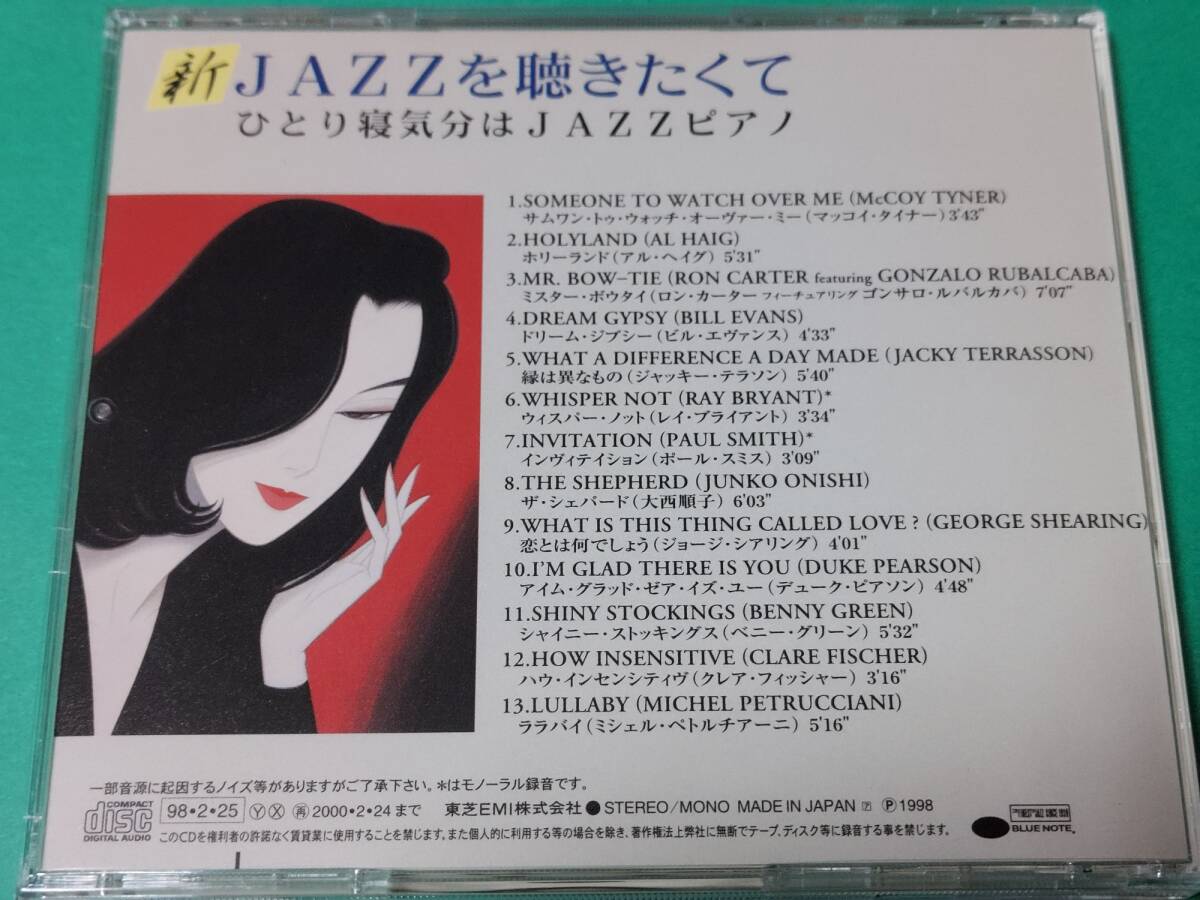 新 JAZZを聴きたくて
ひとり寝気分はJAZZピアノ
1.SOMEONE TO WATCH OVER ME (McCOY TYNER)
サムワン・トゥ・ウォッチ・オーヴァー・ミー(マッコイ・タイナー) 3'43"
2.HOLYLAND (AL HAIG)
ホリーランド(アル・ヘイグ) 5'31"
3.MR. BOW–TIE (RON CARTER featuring GONZALO RUBALCABA)
ミスター・ボウタイ(ロン・カーター フィーチュアリング ゴンサロ・ルバルカバ) 7'07"
4.DREAM GYPSY (BILL EVANS)
ドリーム・ジプシー(ビル・エヴァンス) 4'33"
5.WHAT A DIFFERENCE A DAY MADE (JACKY TERRASSON)
縁は異なもの(ジャッキー・テラソン) 5'40"
6.WHISPER NOT (RAY BRYANT)*
ウィスパー・ノット(レイ・ブライアント) 3'34"
7.INVITATION (PAUL SMITH)*
インヴィテイション(ポール・スミス) 3'09"
8.THE SHEPHERD (JUNKO ONISHI)
ザ・シェパード(大西順子) 6'03"
9.WHAT IS THIS THING CALLED LOVE? (GEORGE SHEARING)
恋とは何でしょう(ジョージ・シアリング) 4'01"
10.I'M GLAD THERE IS YOU (DUKE PEARSON)
アイム・グラッド・ゼア・イズ・ユー(デューク・ピアソン) 4'48"
11.SHINY STOCKINGS (BENNY GREEN)
シャイニー・ストッキングス(ベニー・グリーン) 5'32"
12.HOW INSENSITIVE (CLARE FISCHER)
ハウ・インセンシティヴ(クレア・フィッシャー) 3'16"
13.LULLABY (MICHEL PETRUCCIANI)
ララバイ(ミシェル・ペトルチアーニ) 5'16"
一部音源に起因するノイズ等がありますがご了承下さい。*はモノーラル録音です。
COMPACT disc DIGITAL AUDIO 98・2・25 Ⓨ Ⓧ ㊢2000・2・24まで 東芝EMI株式会社 ●STEREO/MONO MADE IN JAPAN Ⓟ1998
このCDを権利者の許諾なく賃貸業に使用することを禁じます。また個人的に利用する等の場合を除き、著作権法上弊社に無断でテープ、ディスク等に録音する事を禁じます。
BLUE NOTE